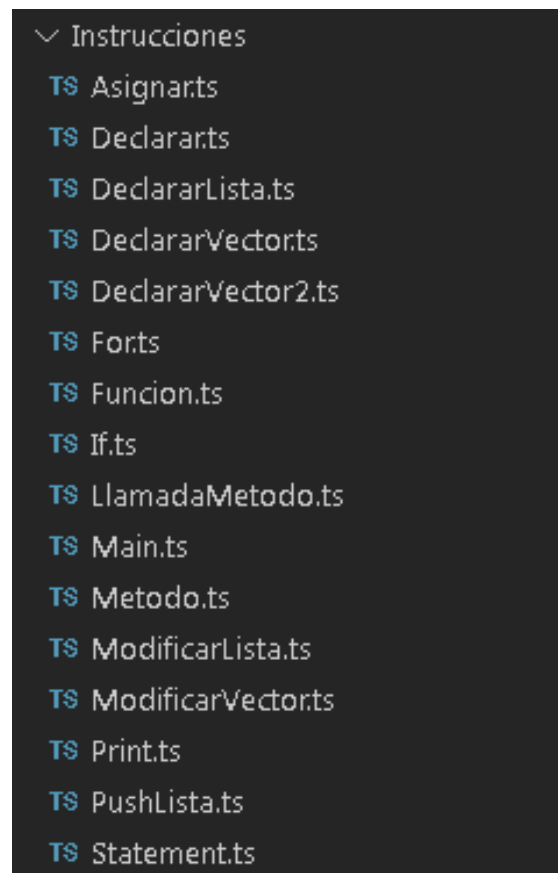 Instrucciones
TS Asignar.ts
TS Declarar.ts
TS DeclararLista.ts
TS DeclararVector.ts
TS DeclararVector2.ts
TS For.ts
TS Funcion.ts
TS If.ts
TS LlamadaMetodo.ts
TS Main.ts
TS Metodo.ts
TS ModificarLista.ts
TS ModificarVector.ts
TS Print.ts
TS PushLista.ts
TS Statement.ts